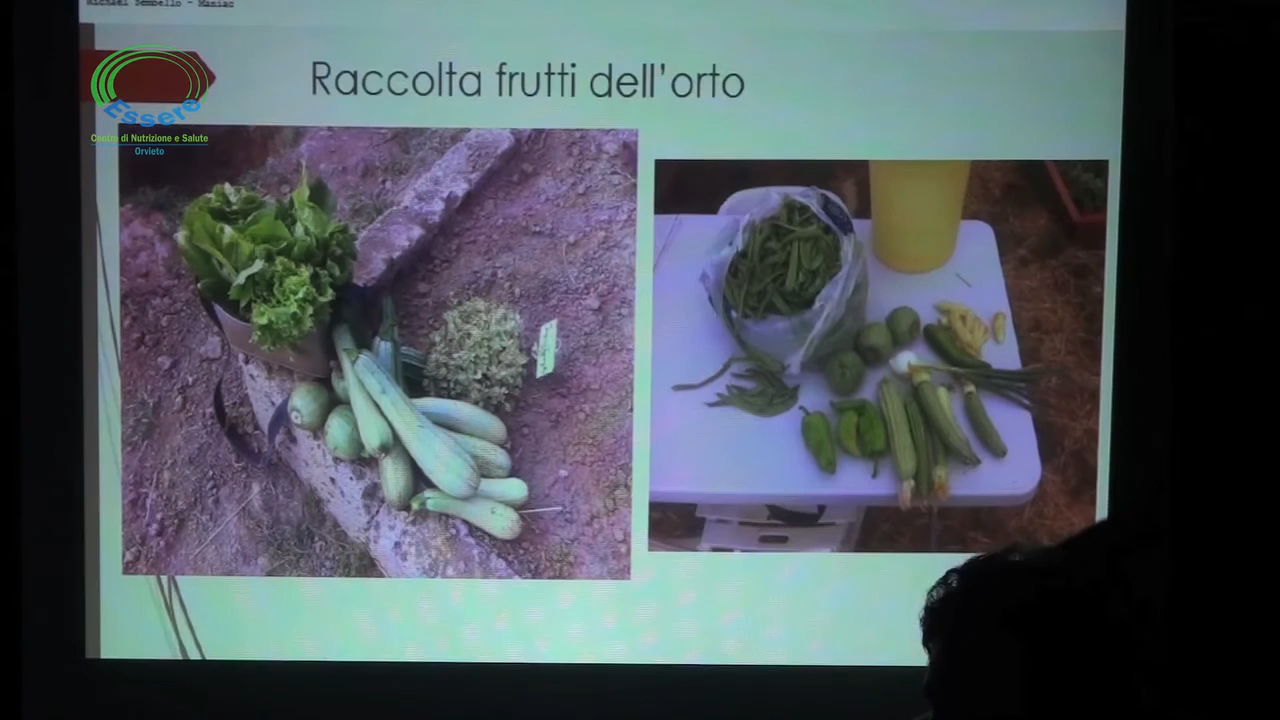 Michael Sembello - Maniac
Raccolta frutti dell'orto
Essere
Centro di Nutrizione e Salute
Orvieto